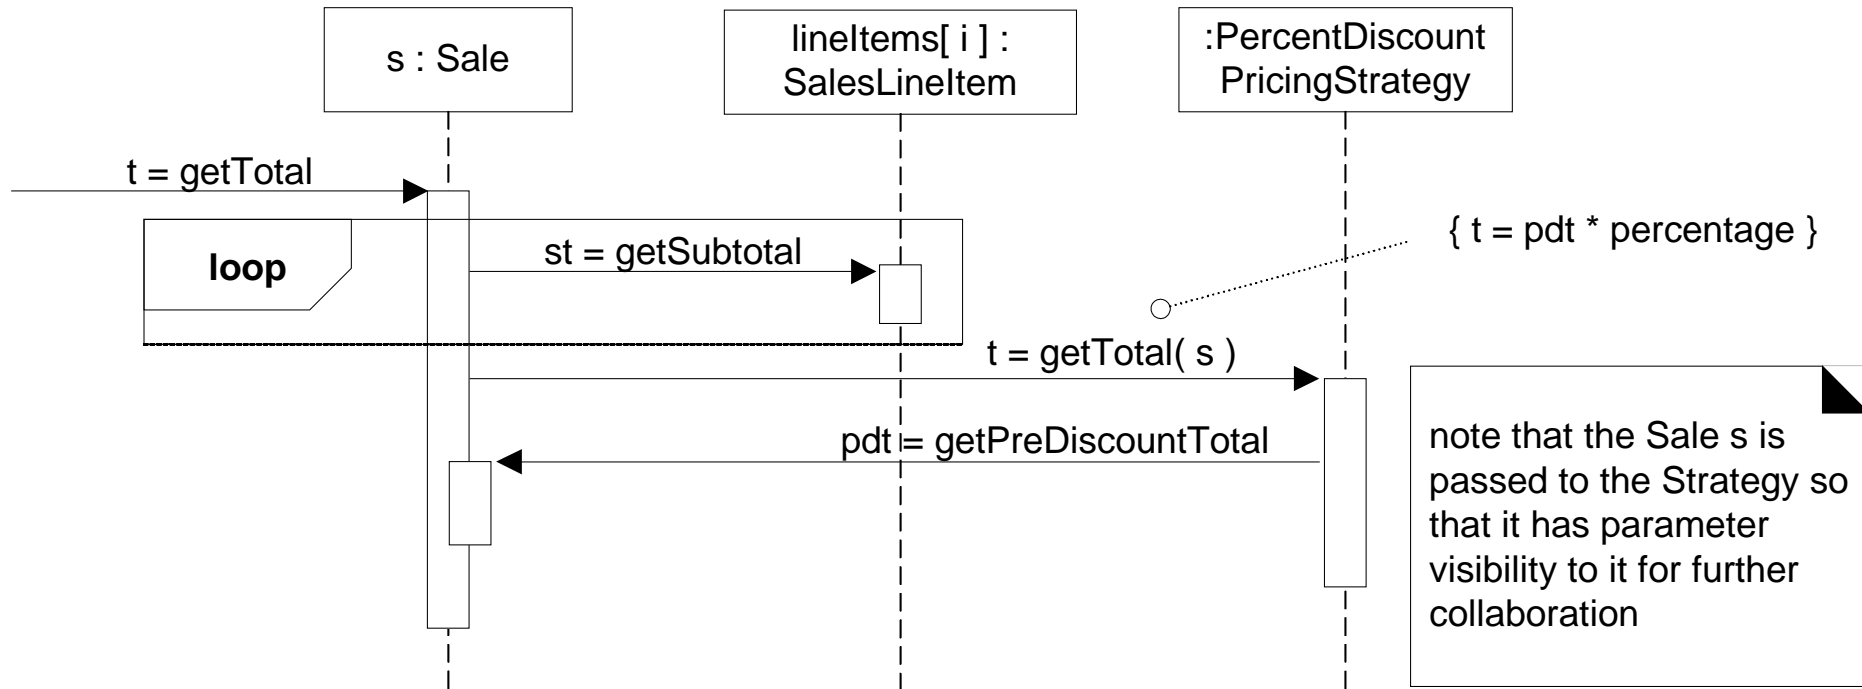 s : Sale
lineItems[ i ] :
SalesLineItem
:PercentDiscount
PricingStrategy
t = getTotal
loop
st = getSubtotal
{ t = pdt * percentage }
t = getTotal( s )
pdt = getPreDiscountTotal
note that the Sale s is
passed to the Strategy so
that it has parameter
visibility to it for further
collaboration